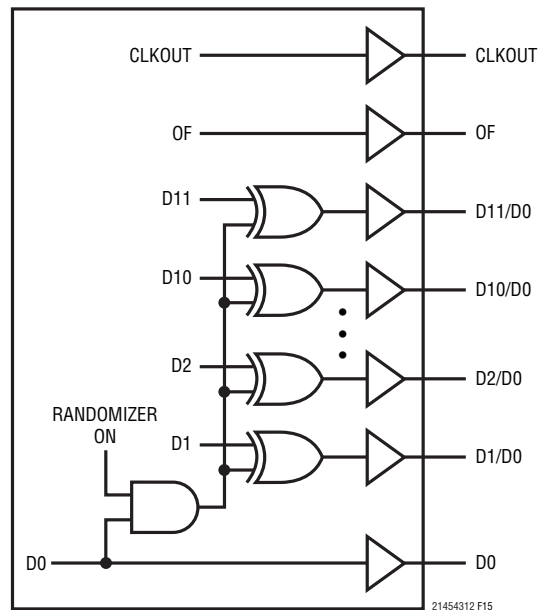 CLKOUT CLKOUT
OF OF
D11 D11/D0
D10 D10/D0
D2 D2/D0
RANDOMIZER
ON
D1 D1/D0
D0 D0
21454312 F15